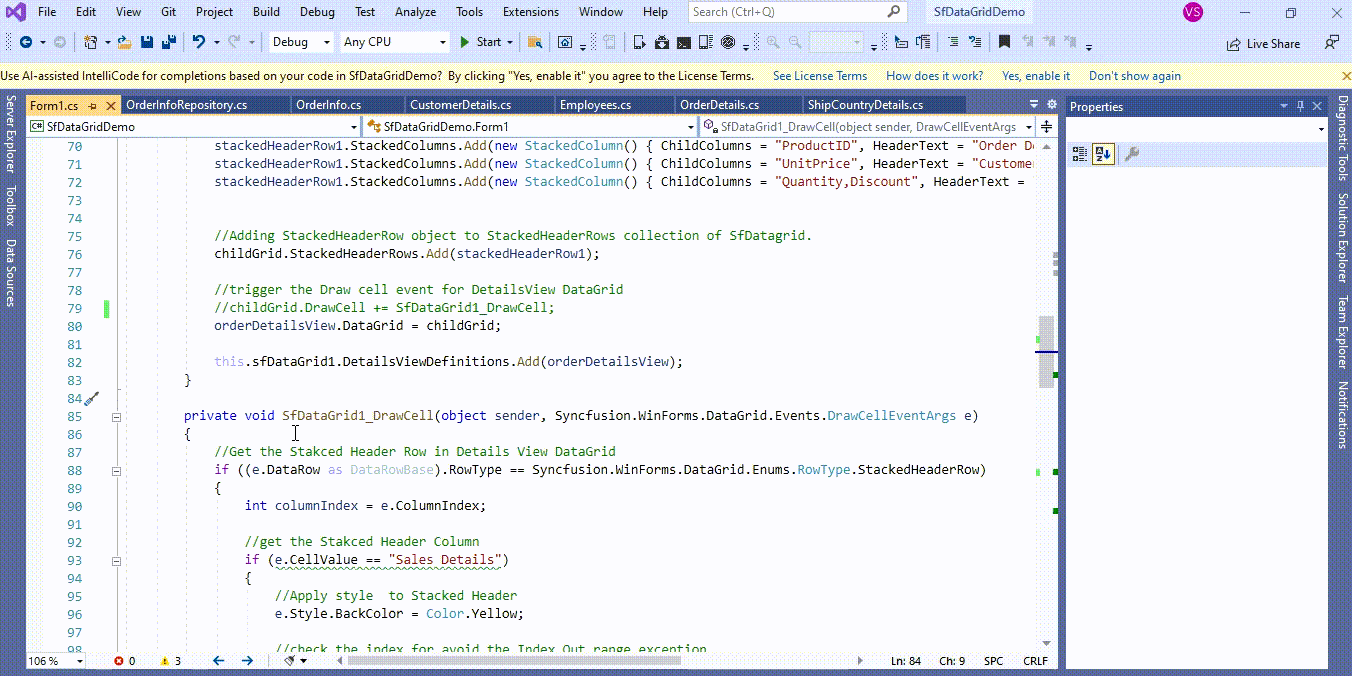 File Edit View Git Project Build Debug Test Analyze Tools Extensions Window Help Search (Ctrl+Q) SfDataGridDemo VS
Debug Any CPU Start Live Share
Use AI-assisted IntelliCode for completions based on your code in SfDataGridDemo? By clicking "Yes, enable it" you agree to the License Terms. See License Terms How does it work? Yes, enable it Don't show again
Form1.cs OrderInfoRepository.cs OrderInfo.cs CustomerDetails.cs Employees.cs OrderDetails.cs ShipCountryDetails.cs
SfDataGridDemo SfDataGridDemo.Form1 SfDataGrid1_DrawCell(object sender, DrawCellEventArgs
70 stackedHeaderRow1.StackedColumns.Add(new StackedColumn() { ChildColumns = "ProductID", HeaderText = "Order D
71 stackedHeaderRow1.StackedColumns.Add(new StackedColumn() { ChildColumns = "UnitPrice", HeaderText = "Custome
72 stackedHeaderRow1.StackedColumns.Add(new StackedColumn() { ChildColumns = "Quantity,Discount", HeaderText =
73
74
75 //Adding StackedHeaderRow object to StackedHeaderRows collection of SfDatagrid.
76 childGrid.StackedHeaderRows.Add(stackedHeaderRow1);
77
78 //trigger the Draw cell event for DetailsView DataGrid
79 //childGrid.DrawCell += SfDataGrid1_DrawCell;
80 orderDetailsView.DataGrid = childGrid;
81
82 this.sfDataGrid1.DetailsViewDefinitions.Add(orderDetailsView);
83 }
84
85 private void SfDataGrid1_DrawCell(object sender, Syncfusion.WinForms.DataGrid.Events.DrawCellEventArgs e)
86 {
87 //Get the Stakced Header Row in Details View DataGrid
88 if ((e.DataRow as DataRowBase).RowType == Syncfusion.WinForms.DataGrid.Enums.RowType.StackedHeaderRow)
89 {
90 int columnIndex = e.ColumnIndex;
91
92 //get the Stakced Header Column
93 if (e.CellValue == "Sales Details")
94 {
95 //Apply style to Stacked Header
96 e.Style.BackColor = Color.Yellow;
97
98 //check the index for avoid the Index Out range exception
106 % 0 3 Ln: 84 Ch: 9 SPC CRLF
Properties
Server Explorer
Toolbox
Data Sources
Diagnostic Tools
Solution Explorer
Team Explorer
Notifications